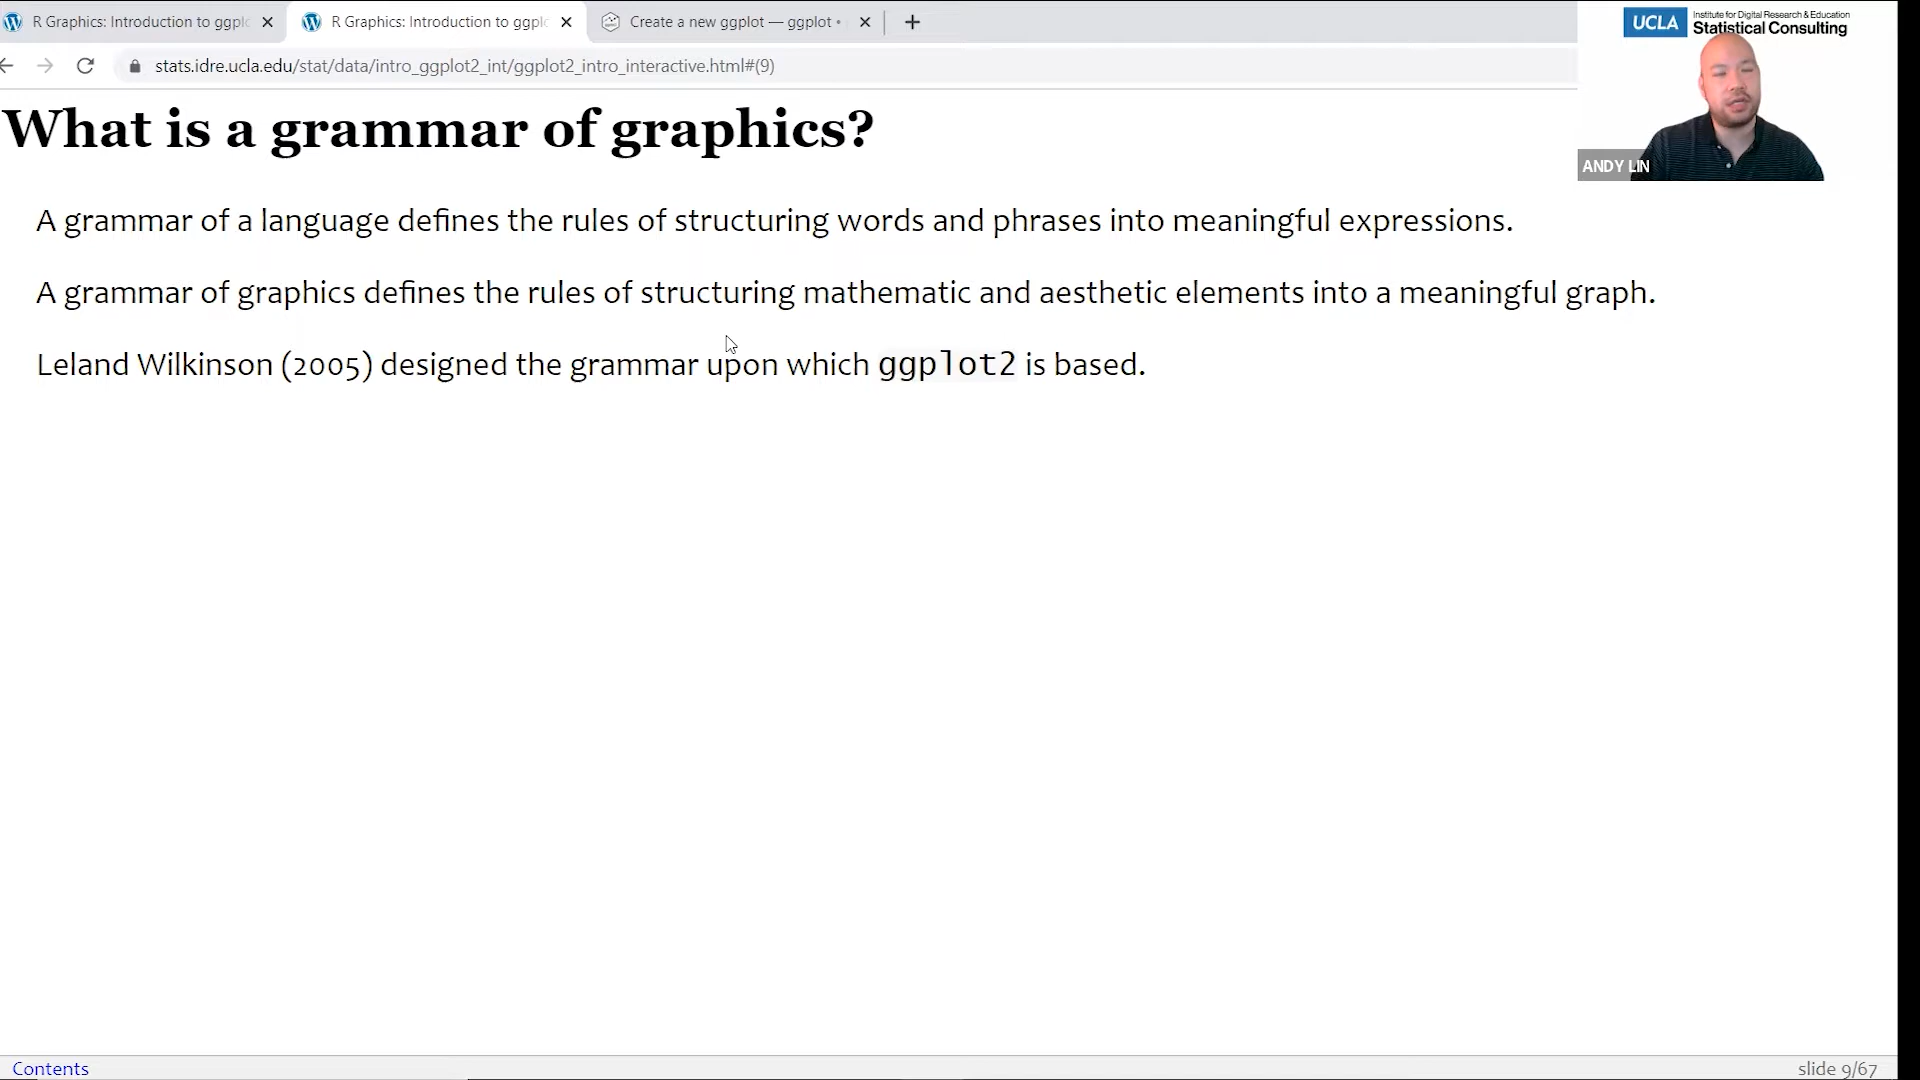 R Graphics: Introduction to ggpl
R Graphics: Introduction to ggpl
Create a new ggplot — ggplot •
stats.idre.ucla.edu/stat/data/intro_ggplot2_int/ggplot2_intro_interactive.html#(9)
UCLA
Institute for Digital Research & Education
Statistical Consulting
ANDY LIN
What is a grammar of graphics?
A grammar of a language defines the rules of structuring words and phrases into meaningful expressions.
A grammar of graphics defines the rules of structuring mathematic and aesthetic elements into a meaningful graph.
Leland Wilkinson (2005) designed the grammar upon which ggplot2 is based.
Contents
slide 9/67